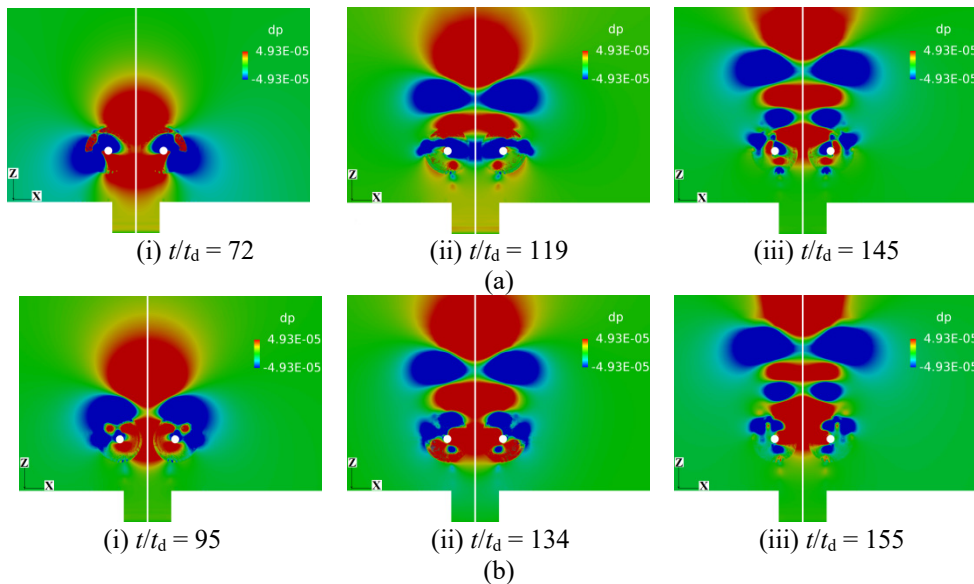 dp
4.93E-05
-4.93E-05
Z
X
(i) t/td = 72
dp
4.93E-05
-4.93E-05
Z
X
(ii) t/td = 119
dp
4.93E-05
-4.93E-05
Z
X
(iii) t/td = 145
(a)
dp
4.93E-05
-4.93E-05
Z
X
(i) t/td = 95
dp
4.93E-05
-4.93E-05
Z
X
(ii) t/td = 134
dp
4.93E-05
-4.93E-05
Z
X
(iii) t/td = 155
(b)